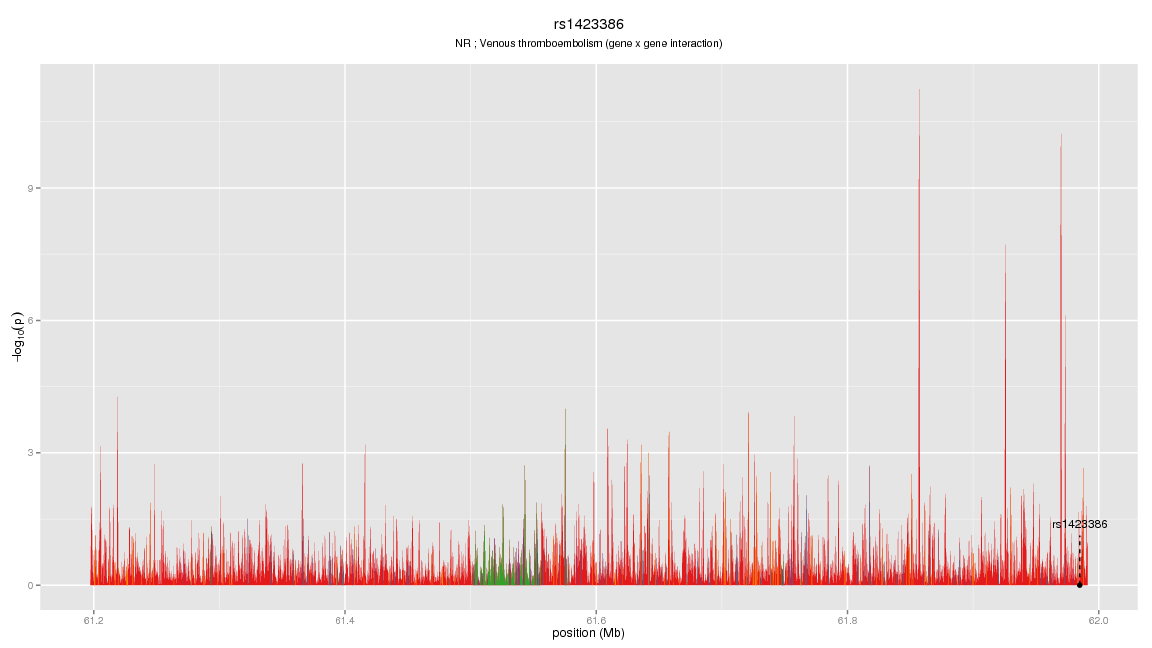 rs1423386
NR ; Venous thromboembolism (gene x gene interaction)
−log10(p)
9
6
3
0
rs1423386
61.2
61.4
61.6
61.8
62.0
position (Mb)